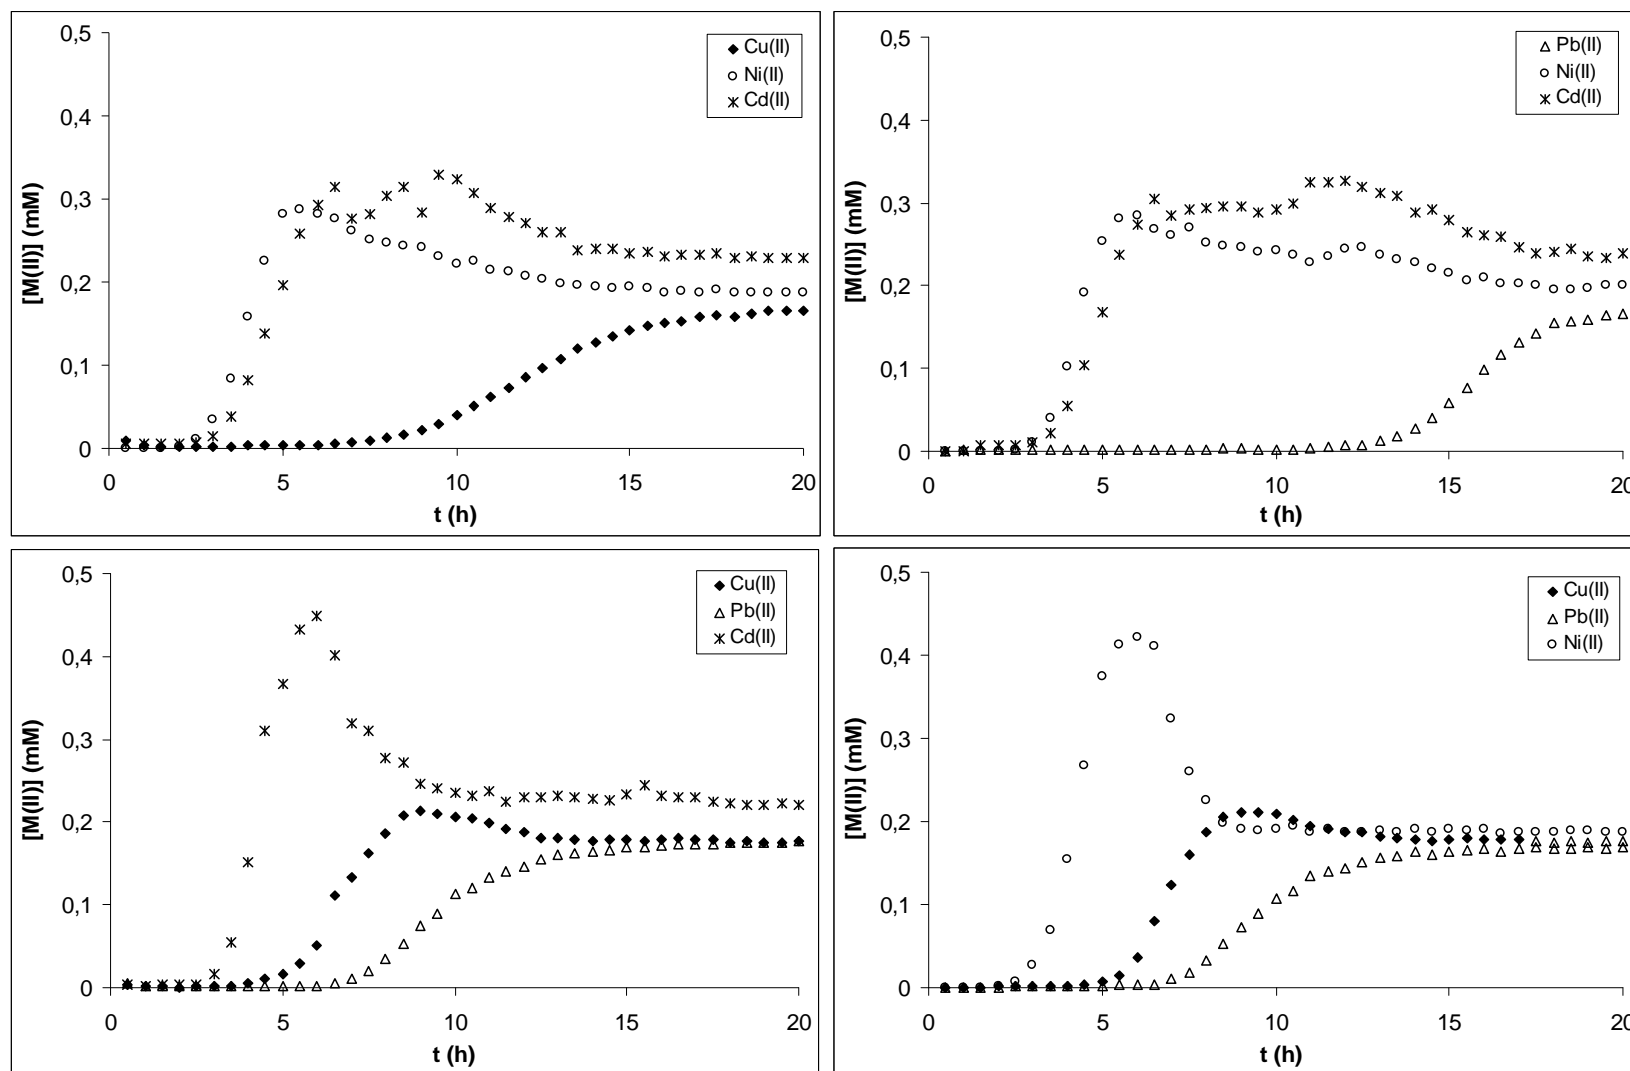 0,5
0,4
0,3
0,2
0,1
0
[M(II)] (mM)
0 5 10 15 20
t (h)
Cu(II)
Ni(II)
Cd(II)
0,5
0,4
0,3
0,2
0,1
0
[M(II)] (mM)
0 5 10 15 20
t (h)
Pb(II)
Ni(II)
Cd(II)
0,5
0,4
0,3
0,2
0,1
0
[M(II)] (mM)
0 5 10 15 20
t (h)
Cu(II)
Pb(II)
Cd(II)
0,5
0,4
0,3
0,2
0,1
0
[M(II)] (mM)
0 5 10 15 20
t (h)
Cu(II)
Pb(II)
Ni(II)